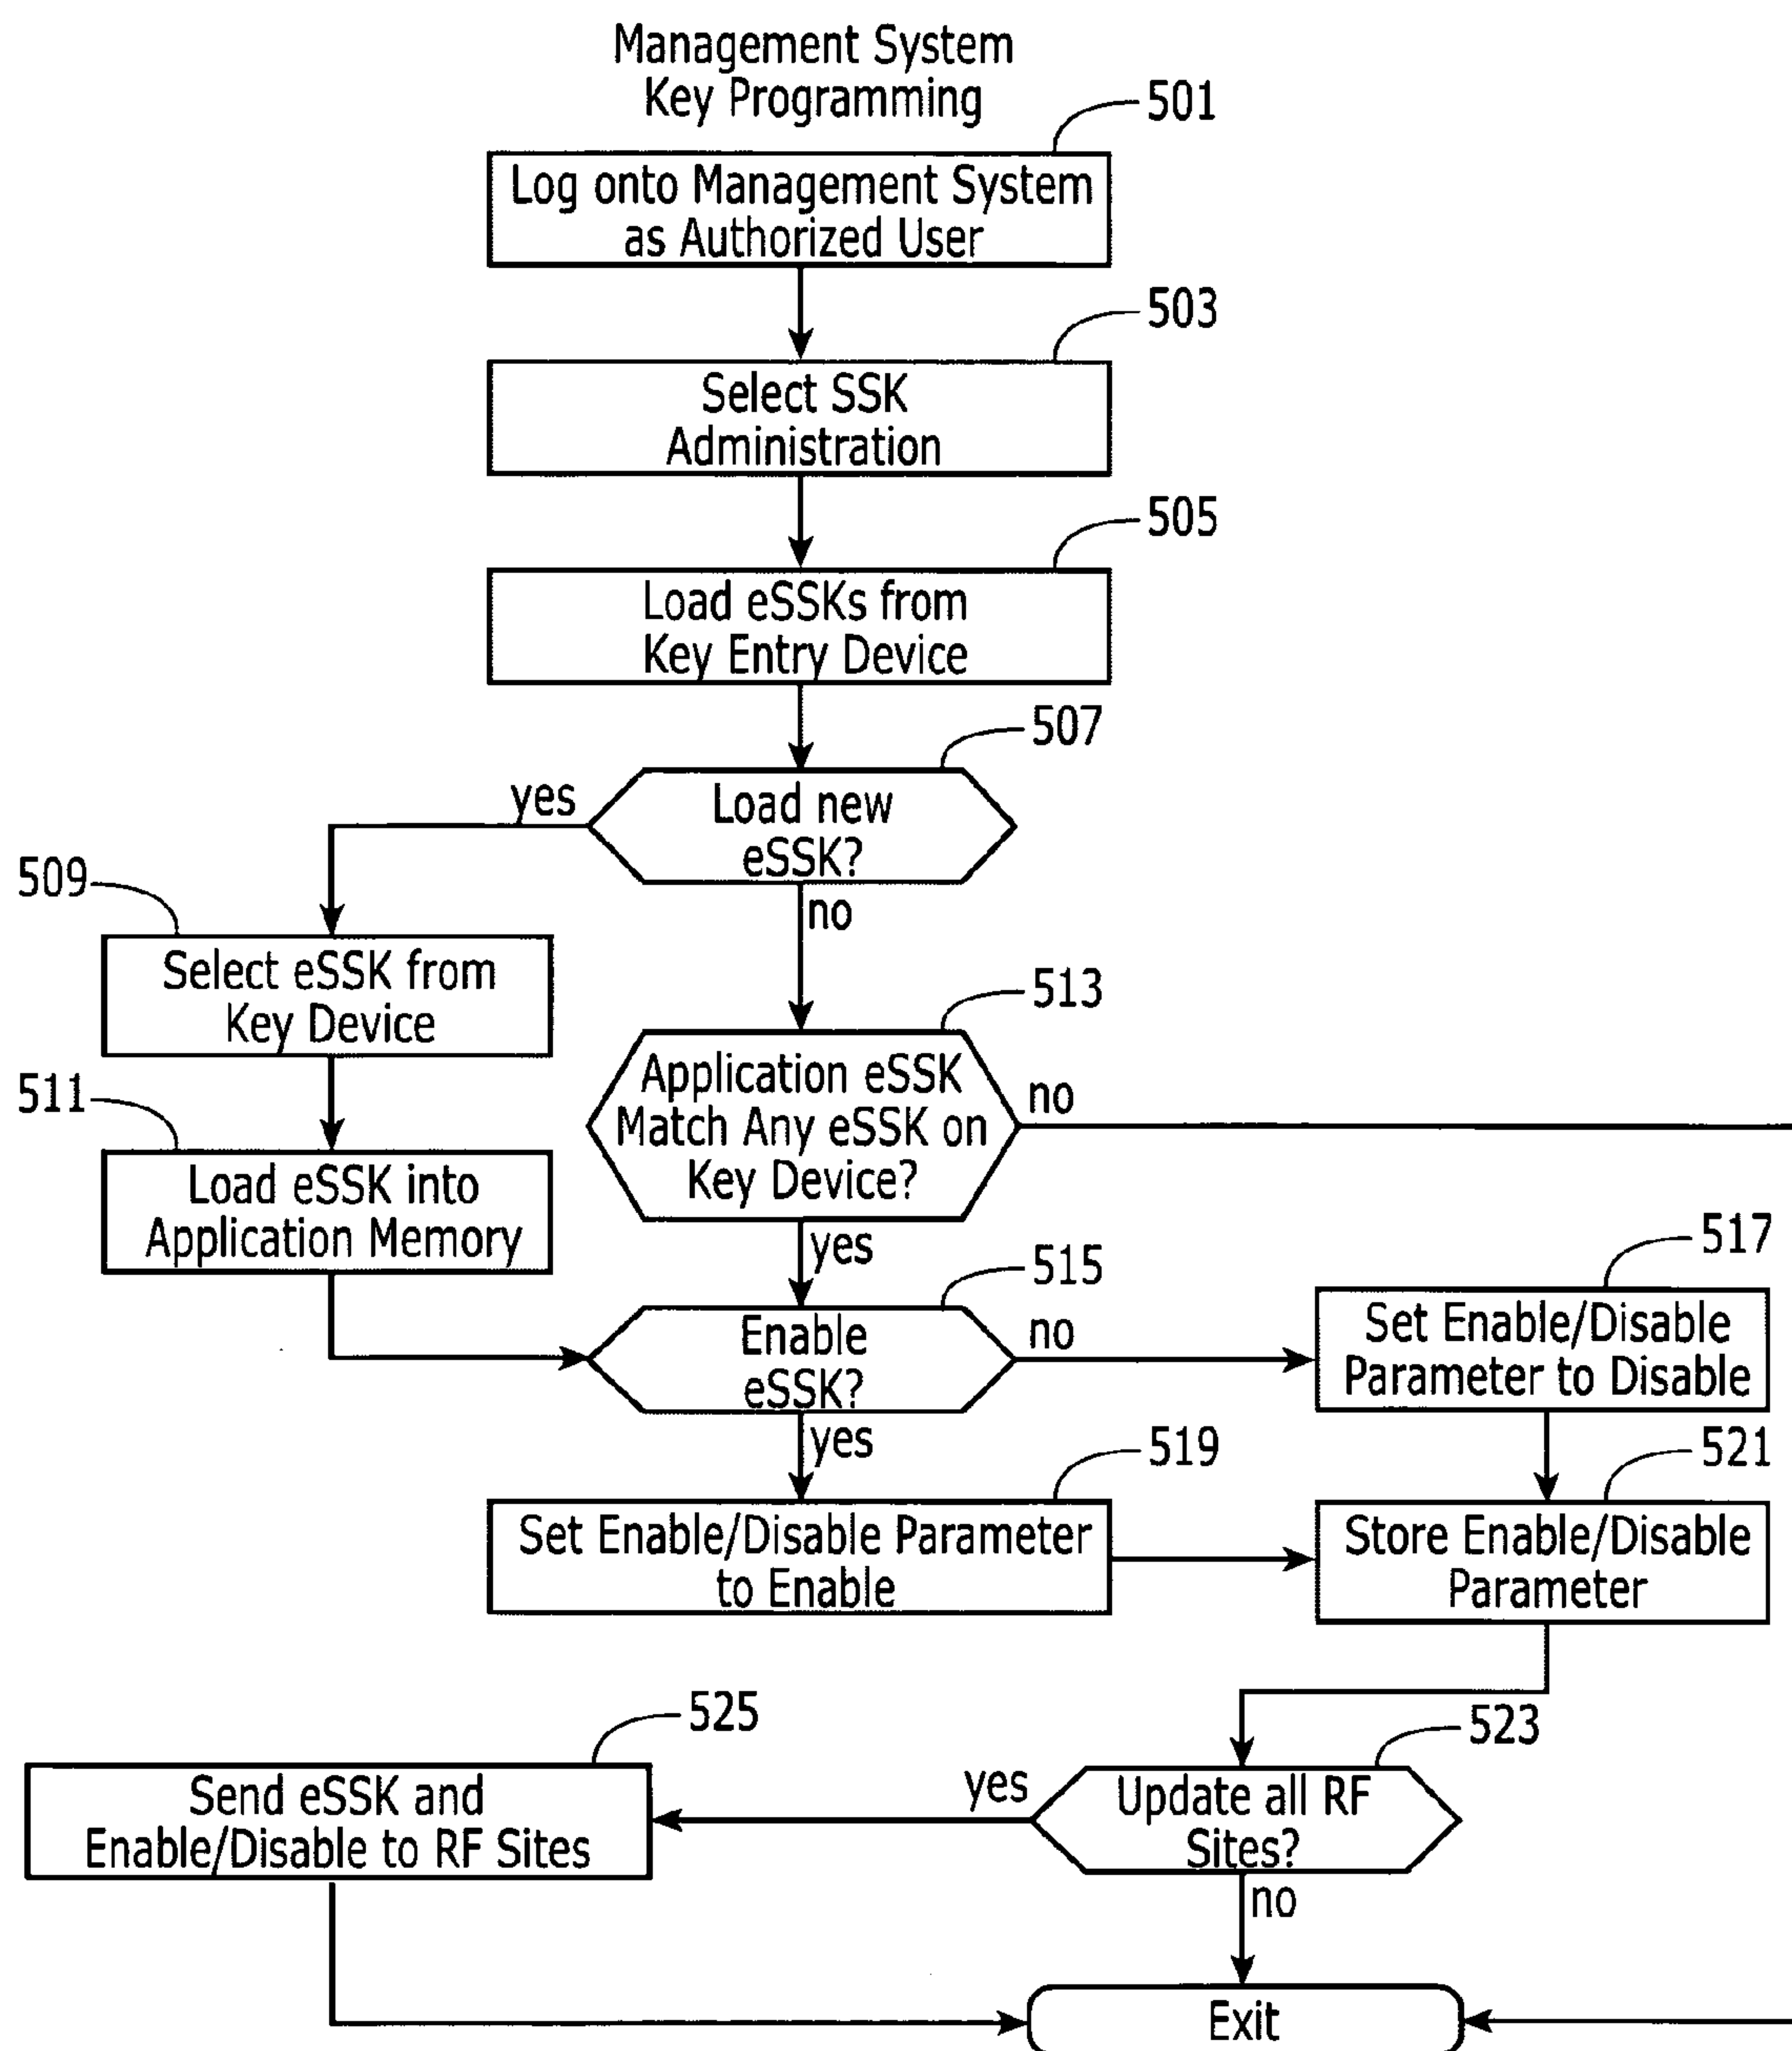 Management System
Key Programming
501
Log onto Management System
as Authorized User
503
Select SSK
Administration
505
Load eSSKs from
Key Entry Device
507
yes
Load new
eSSK?
no
509
Select eSSK from
Key Device
511
Load eSSK into
Application Memory
513
Application eSSK
Match Any eSSK on
Key Device?
no
yes
515
Enable
eSSK?
no
yes
517
Set Enable/Disable
Parameter to Disable
519
Set Enable/Disable Parameter
to Enable
521
Store Enable/Disable
Parameter
523
Update all RF
Sites?
yes
no
525
Send eSSK and
Enable/Disable to RF Sites
Exit